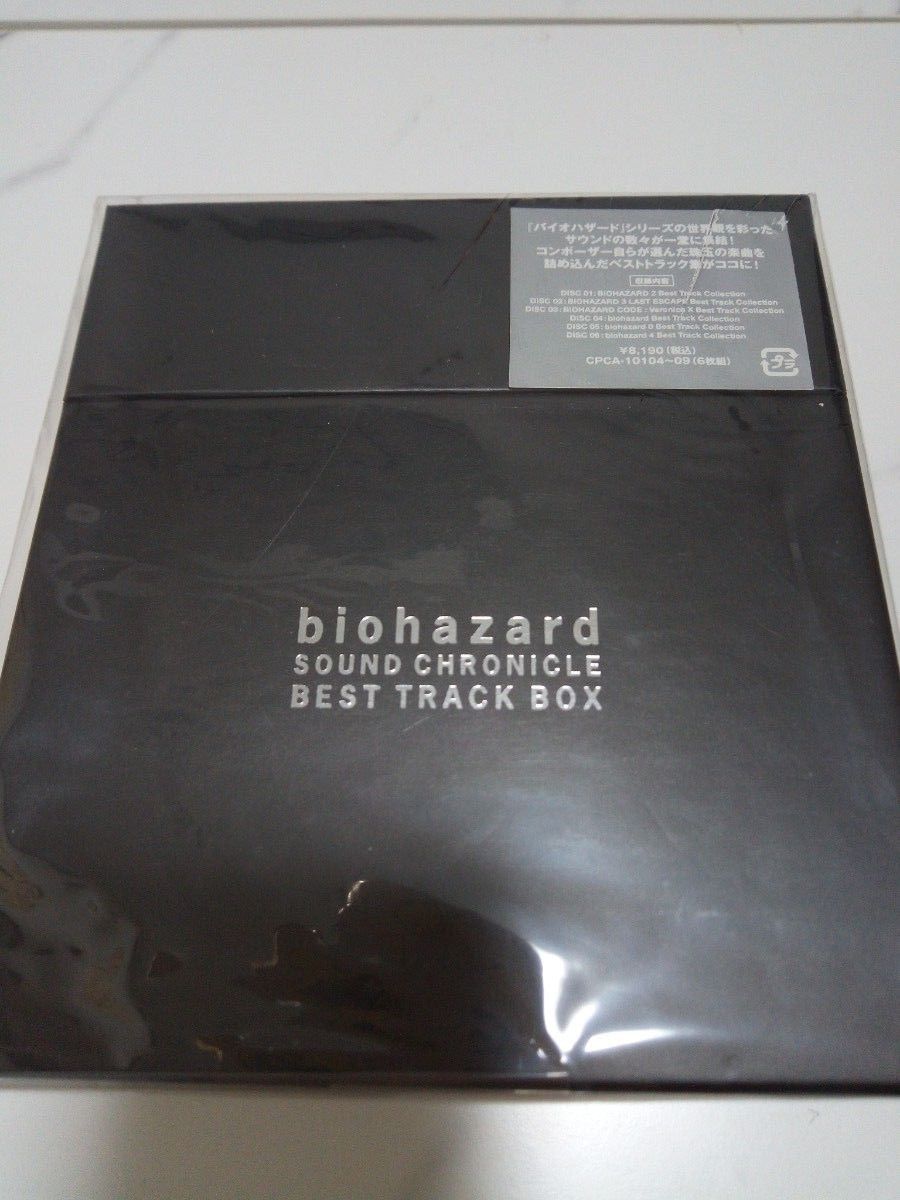 『バイオハザード』シリーズの世界観を彩った
サウンドの数々が一堂に集結！
コンポーザー自らが選んだ珠玉の楽曲を
詰め込んだベストトラック集がココに！
収録内容
DISC 01: BIOHAZARD 2 Best Track Collection
DISC 02: BIOHAZARD 3 LAST ESCAPE Best Track Collection
DISC 03: BIOHAZARD CODE: Veronica X Best Track Collection
DISC 04: biohazard Best Track Collection
DISC 05: biohazard 0 Best Track Collection
DISC 06: biohazard 4 Best Track Collection
¥8,190(税込)
CPCA-10104~09(6枚組)
プラ
biohazard
SOUND CHRONICLE
BEST TRACK BOX